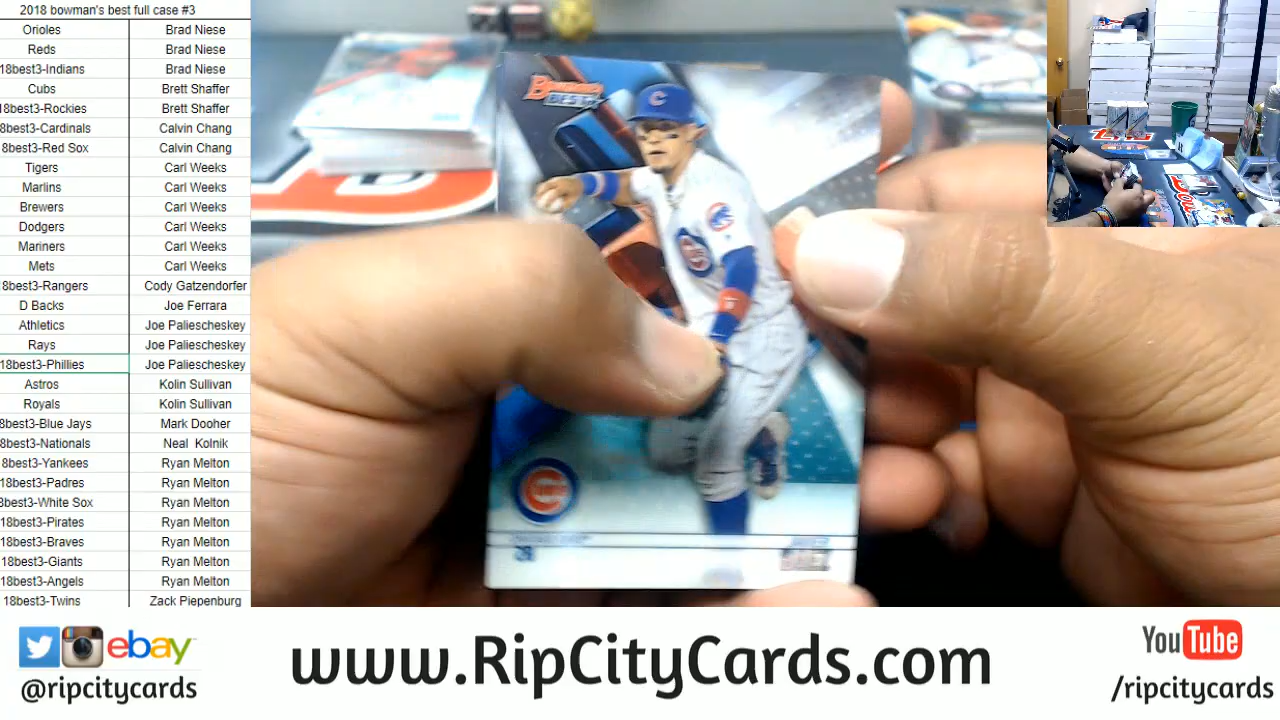 2018 bowman's best full case #3
Orioles Brad Niese
Reds Brad Niese
18best3-Indians Brad Niese
Cubs Brett Shaffer
8best3-Rockies Brett Shaffer
8best3-Cardinals Calvin Chang
8best3-Red Sox Calvin Chang
Tigers Carl Weeks
Marlins Carl Weeks
Brewers Carl Weeks
Dodgers Carl Weeks
Mariners Carl Weeks
Mets Carl Weeks
8best3-Rangers Cody Gatzendorfer
D Backs Joe Ferrara
Athletics Joe Paliescheskey
Rays Joe Paliescheskey
18best3-Phillies Joe Paliescheskey
Astros Kolin Sullivan
Royals Kolin Sullivan
8best3-Blue Jays Mark Dooher
8best3-Nationals Neal Kolnik
8best3-Yankees Ryan Melton
18best3-Padres Ryan Melton
8best3-White Sox Ryan Melton
18best3-Pirates Ryan Melton
18best3-Braves Ryan Melton
18best3-Giants Ryan Melton
18best3-Angels Ryan Melton
18best3-Twins Zack Piepenburg
BOWMAN'S
BEST
C
ebay
@ripcitycards
www.RipCityCards.com
YouTube
/ripcitycards